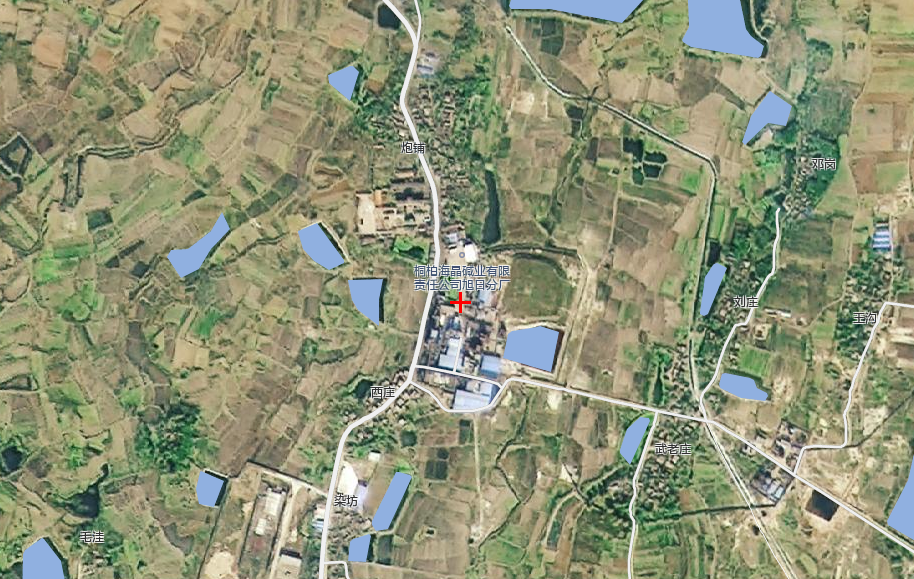 炮铺
邓岗
桐柏海晶碱业有限
责任公司旭日分厂
刘庄
王沟
西庄
武老庄
染坊
毛洼